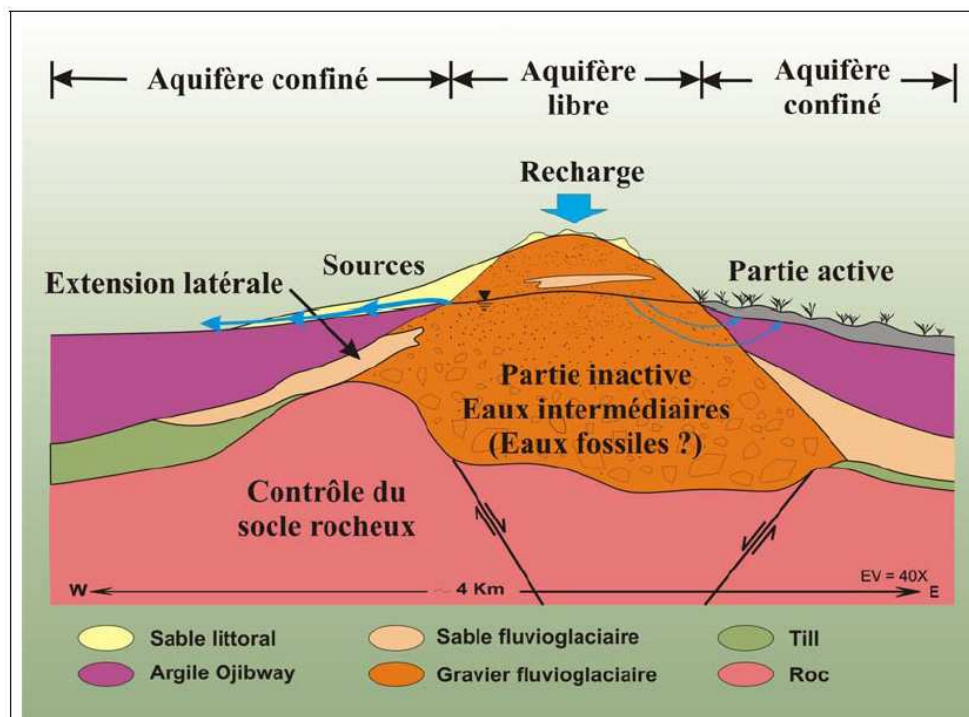 Aquifère confiné
Aquifère
libre
Aquifère
confiné
Recharge
Sources
Extension latérale
Partie active
Partie inactive
Eaux intermédiaires
(Eaux fossiles ?)
Contrôle du
socle rocheux
EV = 40X
W
~ 4 Km
E
Sable littoral
Sable fluvioglaciaire
Till
Argile Ojibway
Gravier fluvioglaciaire
Roc